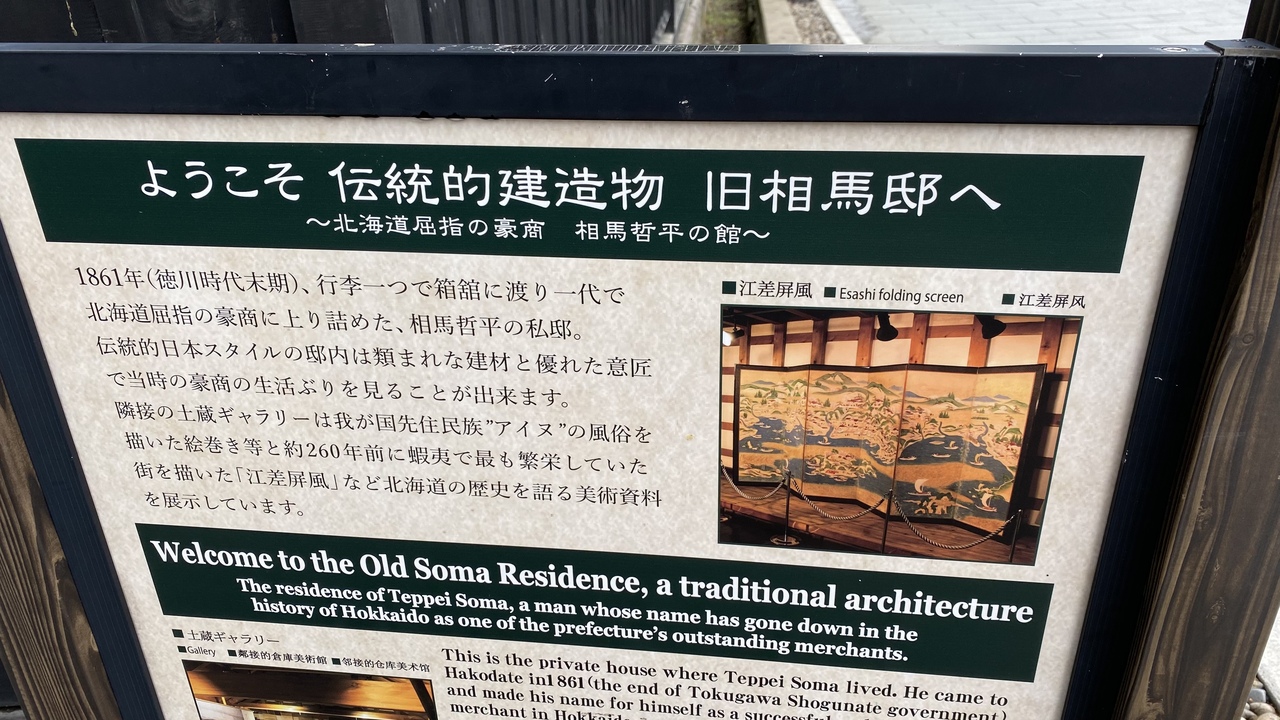 ようこそ 伝統的建造物 旧相馬邸へ
～北海道屈指の豪商 相馬哲平の館～
1861年(徳川時代末期)、行李一つで箱舘に渡り一代で
北海道屈指の豪商に上り詰めた、相馬哲平の私邸。
伝統的日本スタイルの邸内は類まれな建材と優れた意匠
で当時の豪商の生活ぶりを見ることが出来ます。
隣接の土蔵ギャラリーは我が国先住民族"アイヌ"の風俗を
描いた絵巻き等と約260年前に蝦夷で最も繁栄していた
街を描いた「江差屏風」など北海道の歴史を語る美術資料
を展示しています。
■江差屏風 ■Esashi folding screen ■江差屏风
Welcome to the Old Soma Residence, a traditional architecture
The residence of Teppei Soma, a man whose name has gone down in the
history of Hokkaido as one of the prefecture's outstanding merchants.
■土蔵ギャラリー
■Gallery ■鄰接的倉庫美術館 ■邻接的仓库美术馆
This is the private house where Teppei Soma lived. He came to
Hakodate in1861(the end of Tokugawa Shogunate government)
and made his name for himself as a successful
merchant in Hokkaido